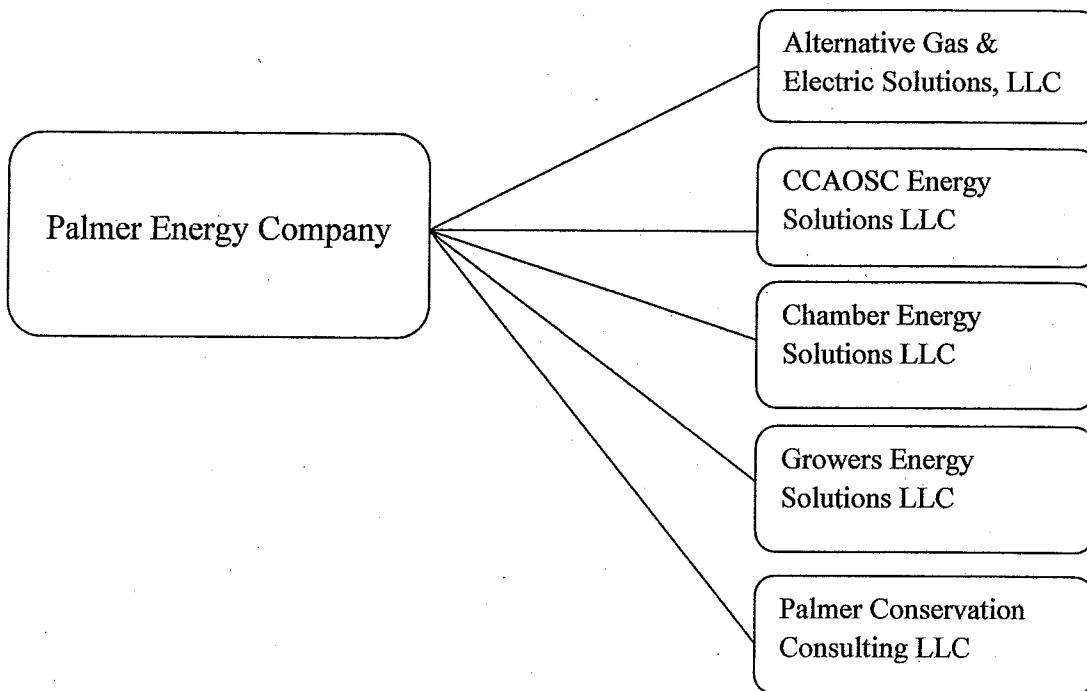 Palmer Energy Company
Alternative Gas &
Electric Solutions, LLC
CCAOSC Energy
Solutions LLC
Chamber Energy
Solutions LLC
Growers Energy
Solutions LLC
Palmer Conservation
Consulting LLC